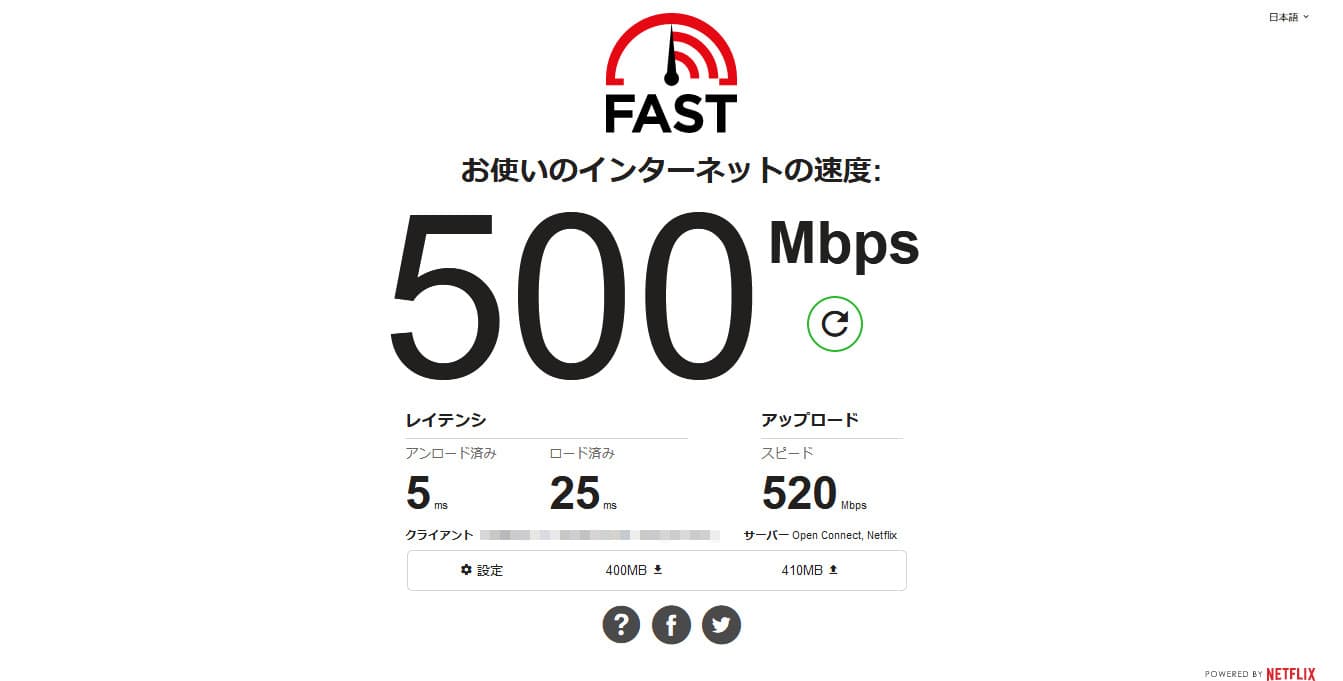 日本語
FAST
お使いのインターネットの速度:
500 Mbps
レイテンシ アップロード
アンロード済み ロード済み スピード
5 ms 25 ms 520 Mbps
クライアント サーバー Open Connect, Netflix
設定 400MB 410MB
?
POWERED BY NETFLIX